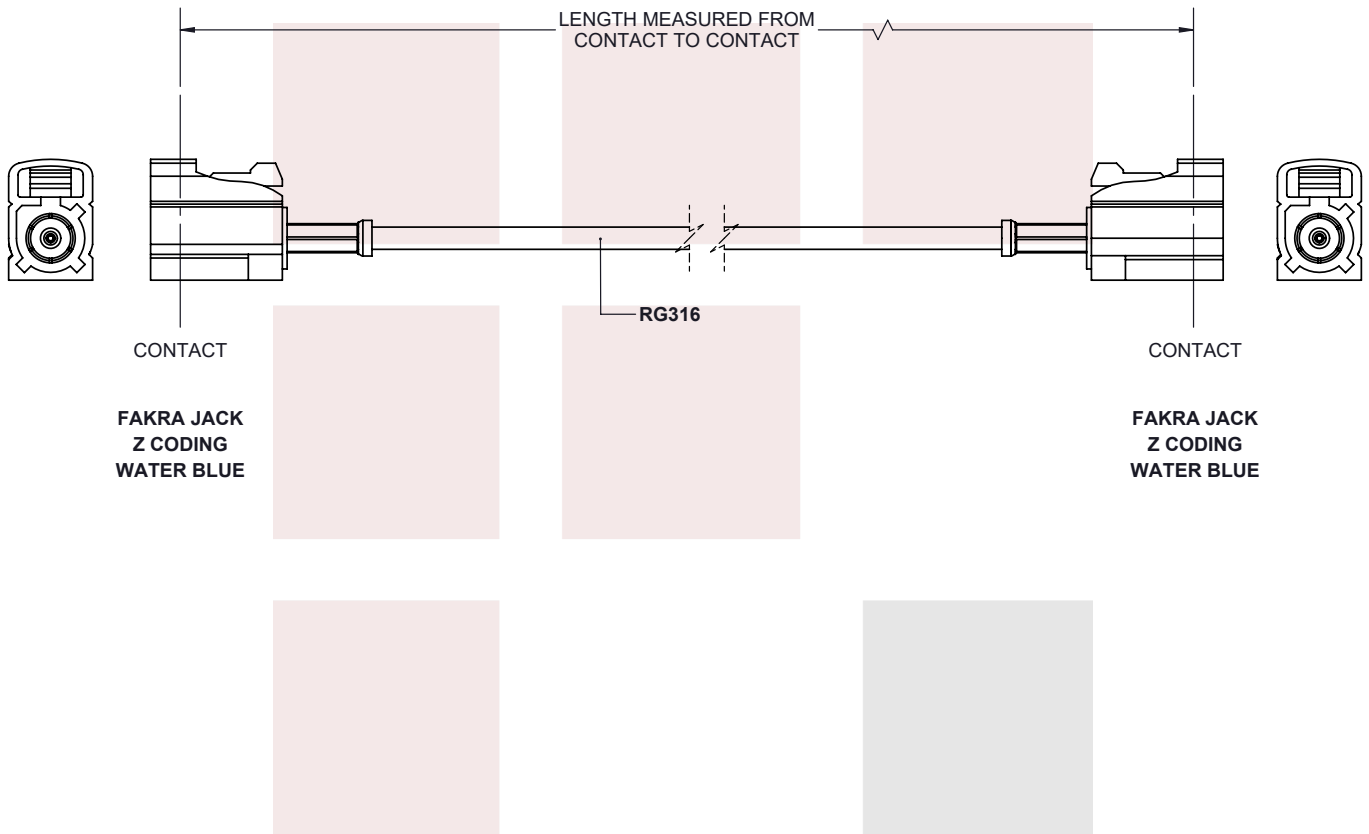 LENGTH MEASURED FROM
CONTACT TO CONTACT
RG316
CONTACT
CONTACT
FAKRA JACK
Z CODING
WATER BLUE
FAKRA JACK
Z CODING
WATER BLUE